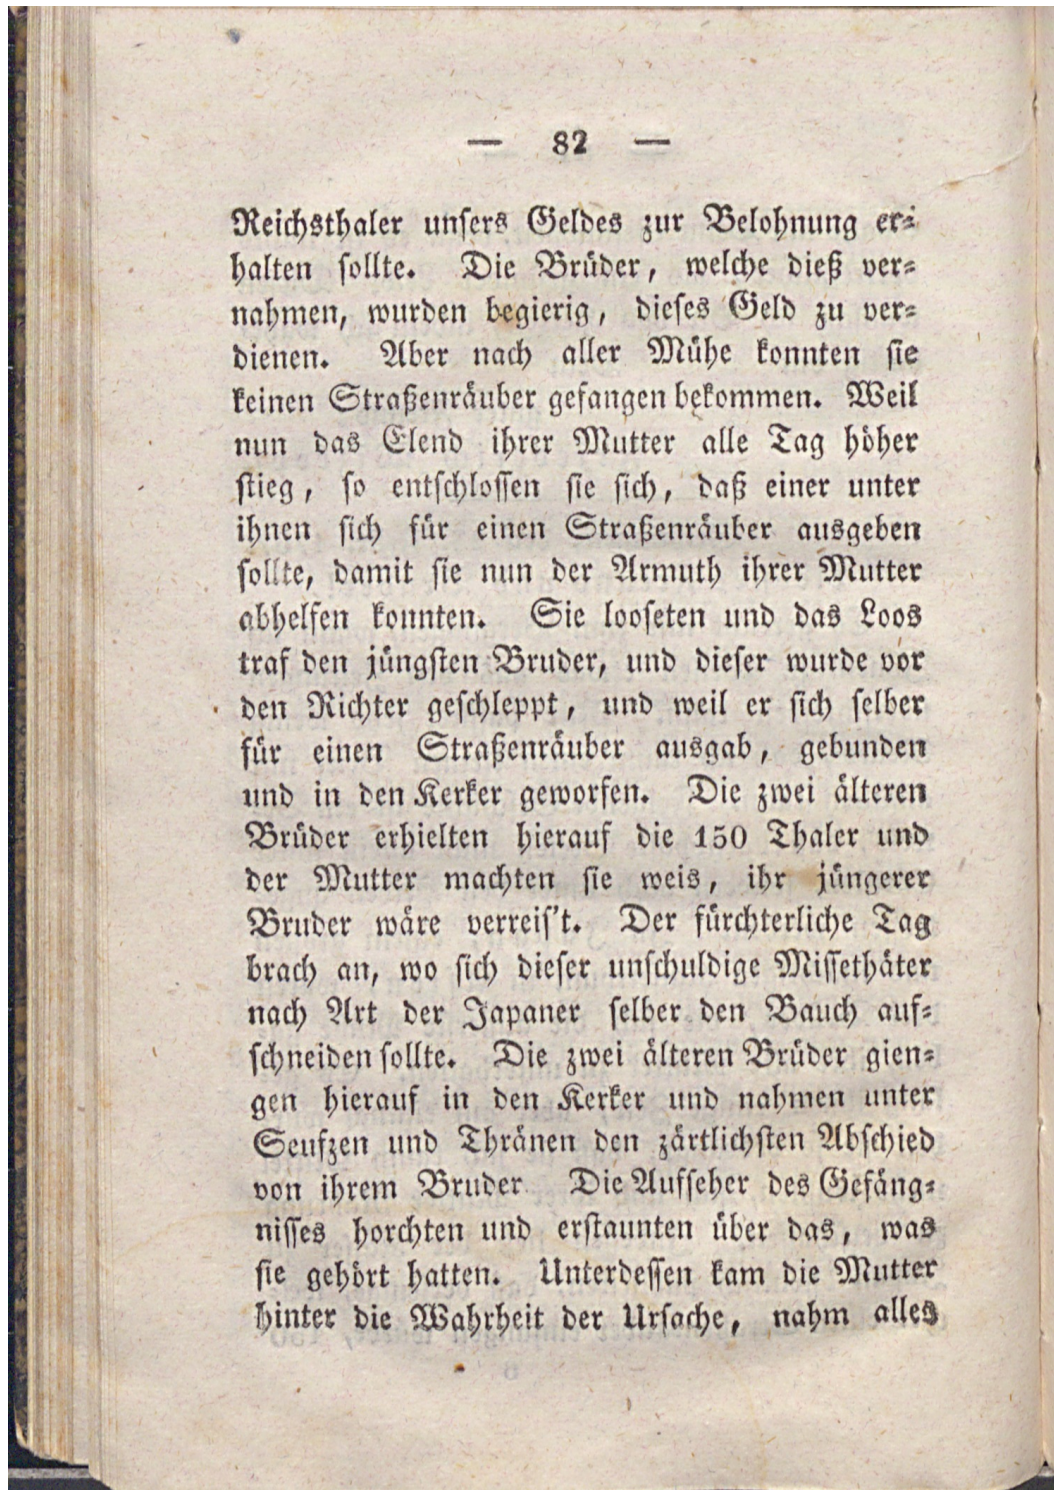 — 82 —
Reichsthaler unsers Geldes zur Belohnung er-
halten sollte. Die Brüder, welche dieß ver-
nahmen, wurden begierig, dieses Geld zu ver-
dienen. Aber nach aller Mühe konnten sie
keinen Straßenräuber gefangen bekommen. Weil
nun das Elend ihrer Mutter alle Tag höher
stieg, so entschlossen sie sich, daß einer unter
ihnen sich für einen Straßenräuber ausgeben
sollte, damit sie nun der Armuth ihrer Mutter
abhelfen konnten. Sie looseten und das Loos
traf den jüngsten Bruder, und dieser wurde vor
den Richter geschleppt, und weil er sich selber
für einen Straßenräuber ausgab, gebunden
und in den Kerker geworfen. Die zwei älteren
Brüder erhielten hierauf die 150 Thaler und
der Mutter machten sie weis, ihr jüngerer
Bruder wäre verreis't. Der fürchterliche Tag
brach an, wo sich dieser unschuldige Missethäter
nach Art der Japaner selber den Bauch auf-
schneiden sollte. Die zwei älteren Brüder gien-
gen hierauf in den Kerker und nahmen unter
Seufzen und Thränen den zärtlichsten Abschied
von ihrem Bruder. Die Aufseher des Gefäng-
nisses horchten und erstaunten über das, was
sie gehört hatten. Unterdessen kam die Mutter
hinter die Wahrheit der Ursache, nahm alles